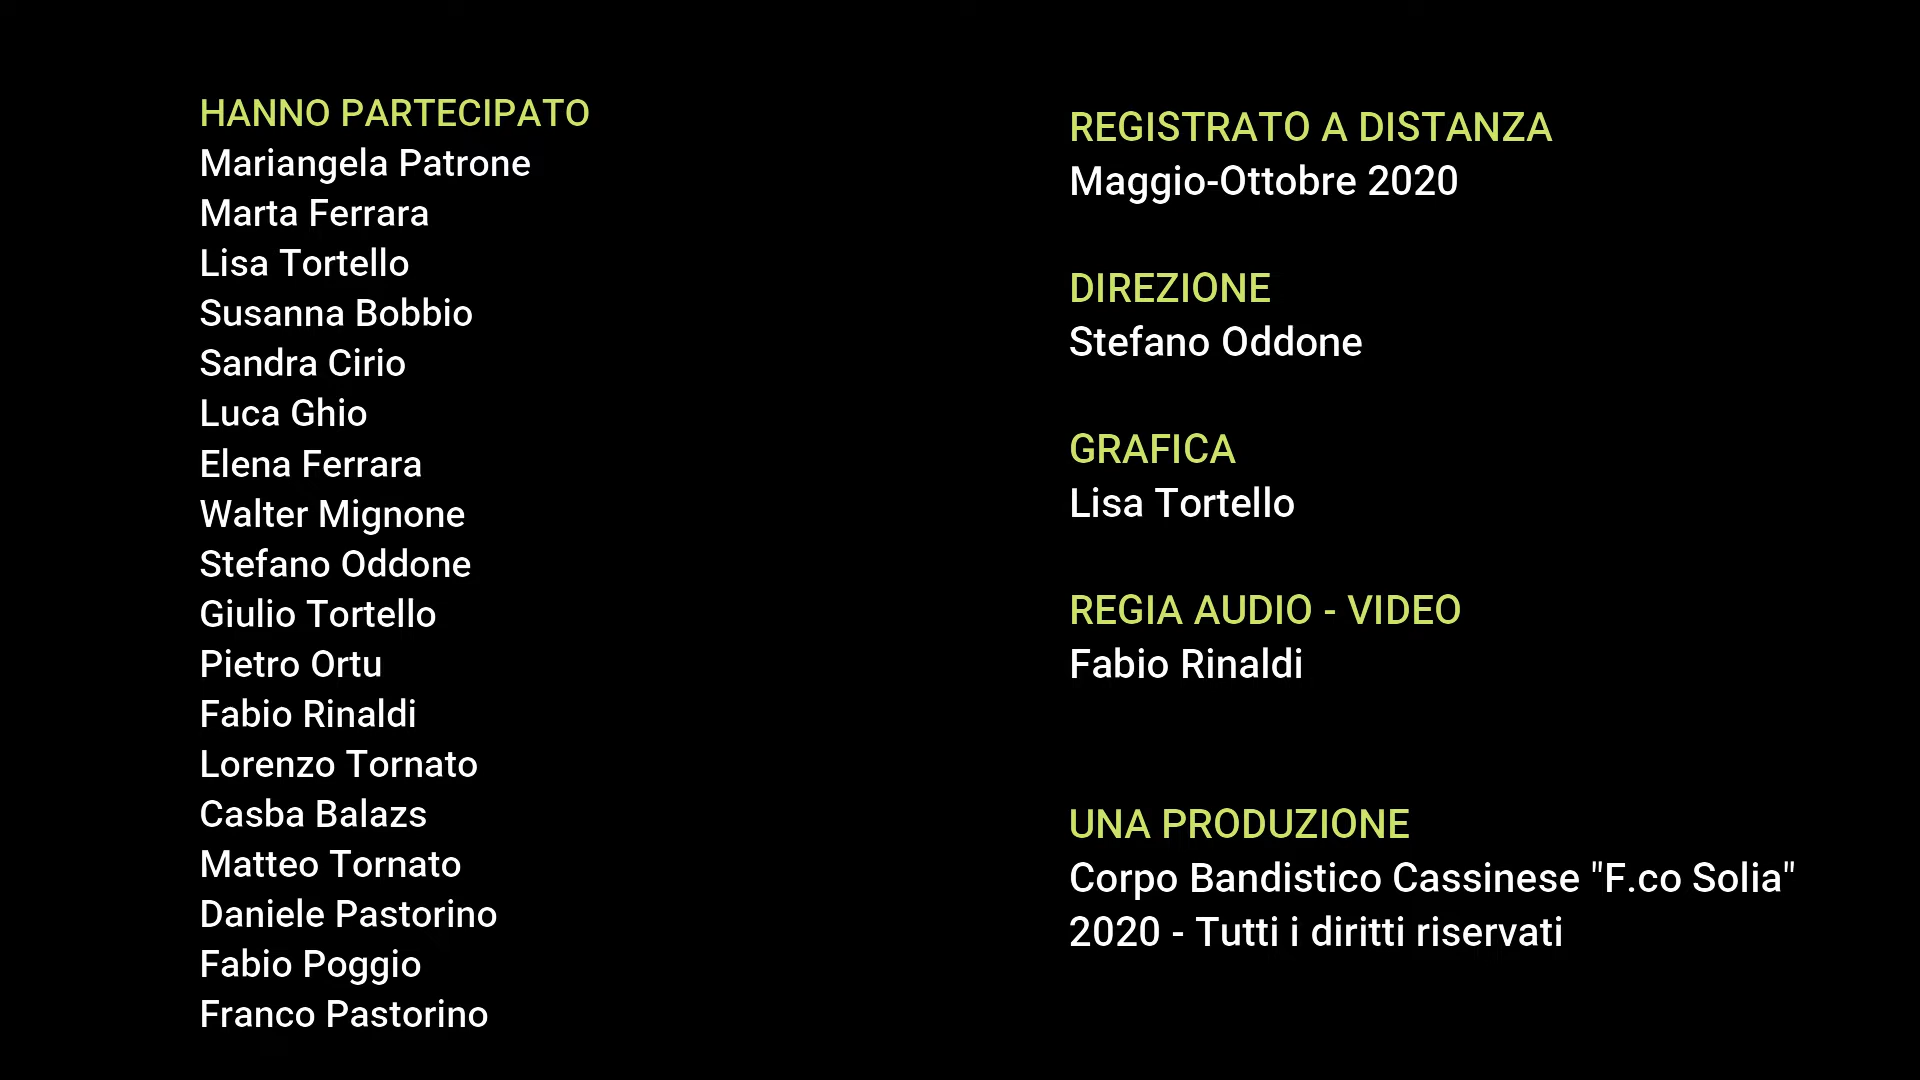 HANNO PARTECIPATO
Mariangela Patrone
Marta Ferrara
Lisa Tortello
Susanna Bobbio
Sandra Cirio
Luca Ghio
Elena Ferrara
Walter Mignone
Stefano Oddone
Giulio Tortello
Pietro Ortu
Fabio Rinaldi
Lorenzo Tornato
Casba Balazs
Matteo Tornato
Daniele Pastorino
Fabio Poggio
Franco Pastorino
REGISTRATO A DISTANZA
Maggio-Ottobre 2020
DIREZIONE
Stefano Oddone
GRAFICA
Lisa Tortello
REGIA AUDIO - VIDEO
Fabio Rinaldi
UNA PRODUZIONE
Corpo Bandistico Cassinese "F.co Solia"
2020 - Tutti i diritti riservati